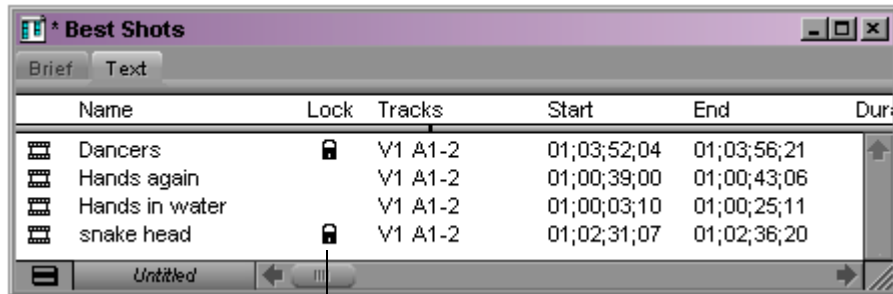 * Best Shots
Brief Text
Name Lock Tracks Start End Dura
Dancers V1 A1-2 01;03;52;04 01;03;56;21
Hands again V1 A1-2 01;00;39;00 01;00;43;06
Hands in water V1 A1-2 01;00;03;10 01;00;25;11
snake head V1 A1-2 01;02;31;07 01;02;36;20
Untitled